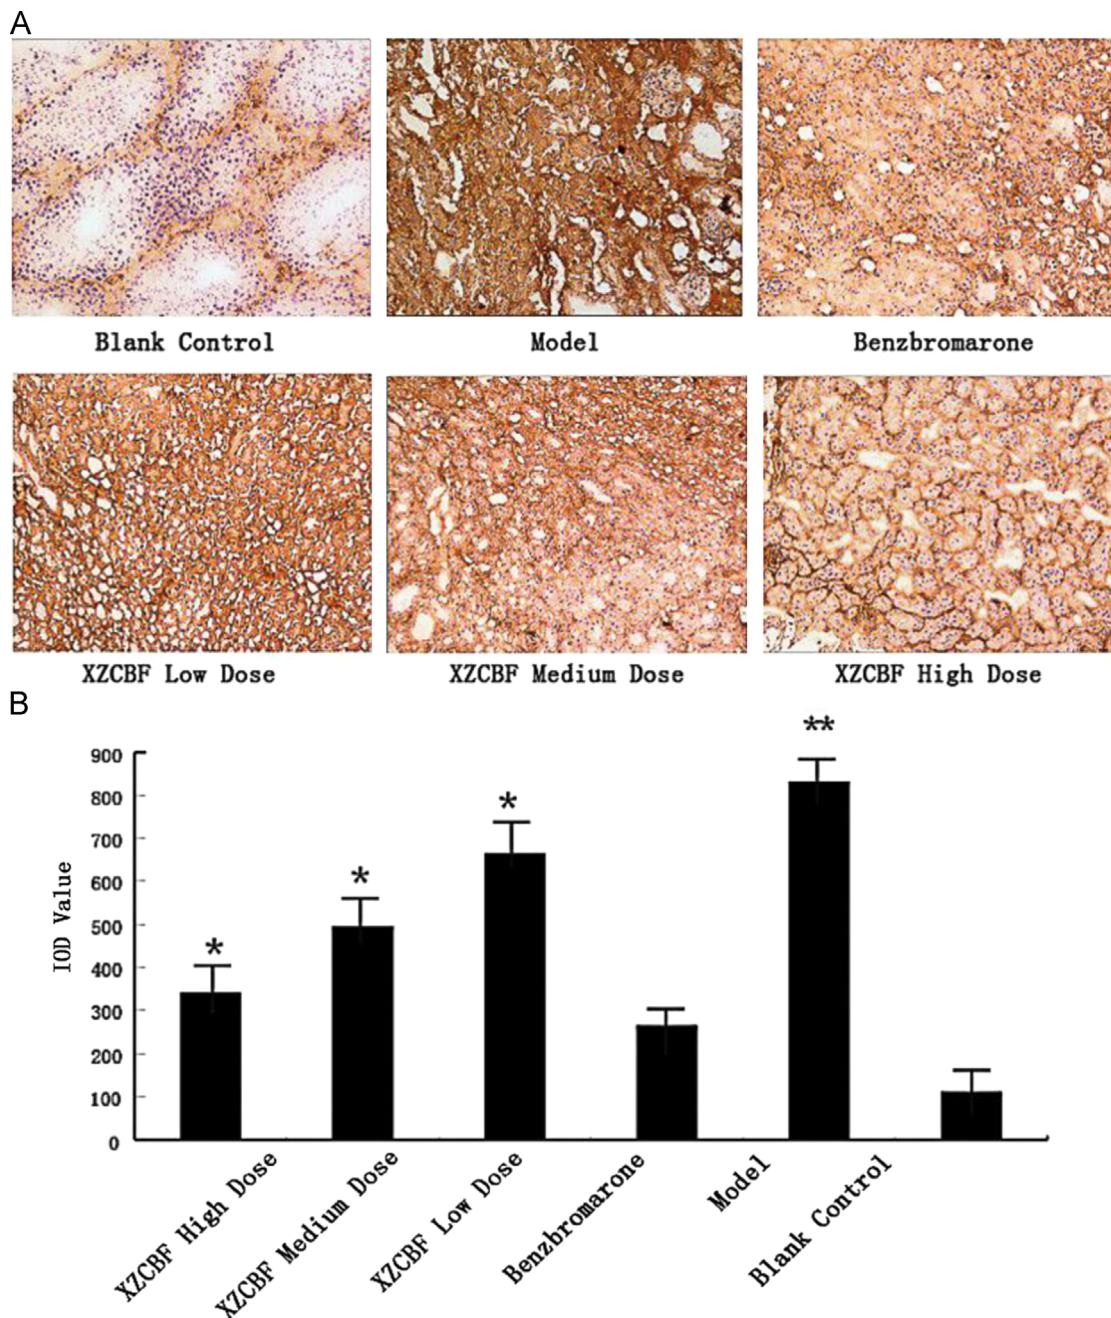 A
Blank Control Model Benzbromarone
XZCBF Low Dose XZCBF Medium Dose XZCBF High Dose
B
**
900
800
*
700
*
600
IOD Value
500
*
400
300
200
100
0
XZCBF High Dose
XZCBF Medium Dose
XZCBF Low Dose
Benzbromarone
Model
Blank Control